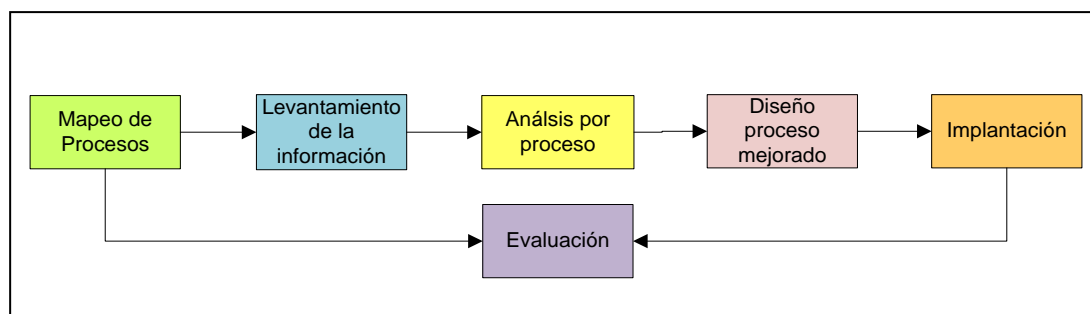 Mapeo de
Procesos
Levantamiento
de la
información
Análsis por
proceso
Diseño
proceso
mejorado
Implantación
Evaluación